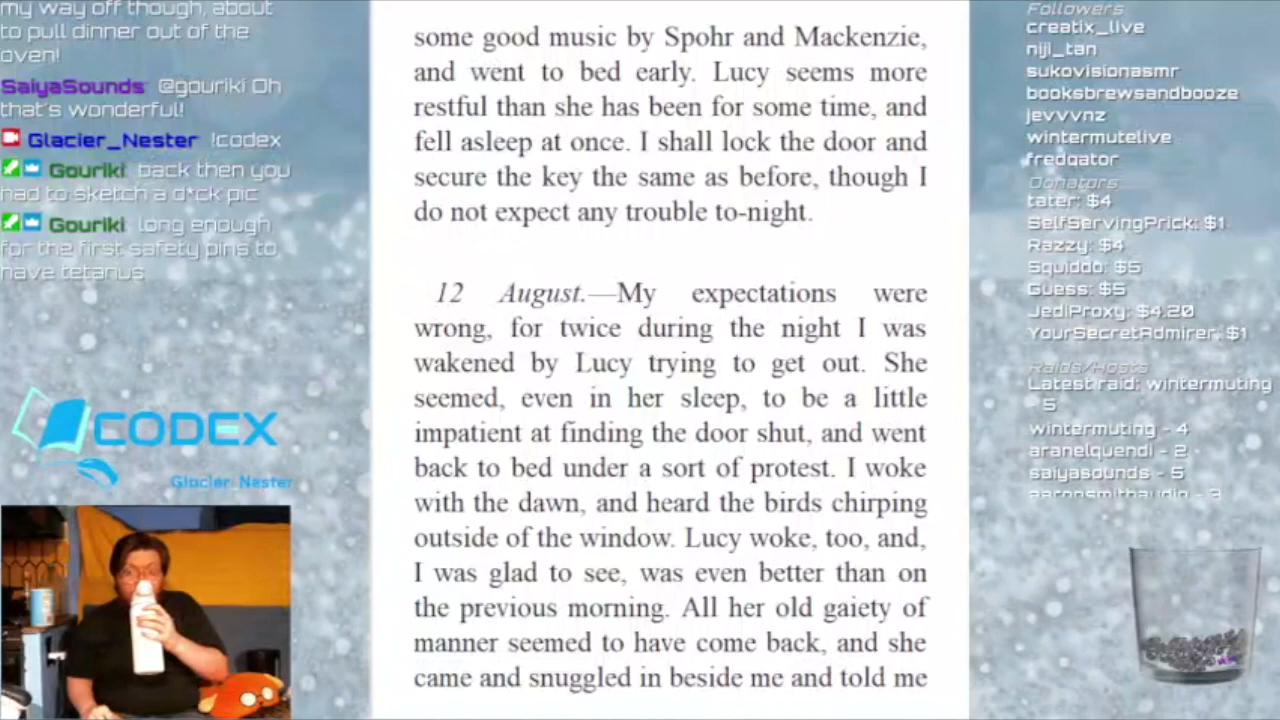 my way off though, about
to pull dinner out of the
oven!
SaiyaSounds @gouriki Oh
that's wonderful!
Glacier_Nester !codex
Gouriki back then you
had to sketch a d*ck pic
Gouriki long enough
for the first safety pins to
have tetanus
CODEX
Glacier_Nester
some good music by Spohr and Mackenzie,
and went to bed early. Lucy seems more
restful than she has been for some time, and
fell asleep at once. I shall lock the door and
secure the key the same as before, though I
do not expect any trouble to-night.
12 August.—My expectations were
wrong, for twice during the night I was
wakened by Lucy trying to get out. She
seemed, even in her sleep, to be a little
impatient at finding the door shut, and went
back to bed under a sort of protest. I woke
with the dawn, and heard the birds chirping
outside of the window. Lucy woke, too, and,
I was glad to see, was even better than on
the previous morning. All her old gaiety of
manner seemed to have come back, and she
came and snuggled in beside me and told me
Followers
creatix_live
niji_tan
sukovisionasmr
booksbrewsandbooze
jevvvnz
wintermutelive
fredgator
Donators
tater: $4
SelfServingPrick: $1
Razzy: $4
Squiddo: $5
Guess: $5
JediProxy: $4.20
YourSecretAdmirer: $1
Raids/Hosts
Latest raid: wintermuting
- 5
wintermuting - 4
aranelquendi - 2
saiyasounds - 5
aaronsmithaudio - 3